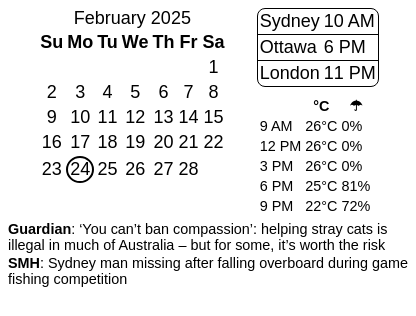 February 2025
Su Mo Tu We Th Fr Sa
1
2 3 4 5 6 7 8
9 10 11 12 13 14 15
16 17 18 19 20 21 22
23 24 25 26 27 28
Sydney 10 AM
Ottawa 6 PM
London 11 PM
°C ☂
9 AM 26°C 0%
12 PM 26°C 0%
3 PM 26°C 0%
6 PM 25°C 81%
9 PM 22°C 72%
Guardian: ‘You can’t ban compassion’: helping stray cats is
illegal in much of Australia – but for some, it’s worth the risk
SMH: Sydney man missing after falling overboard during game
fishing competition